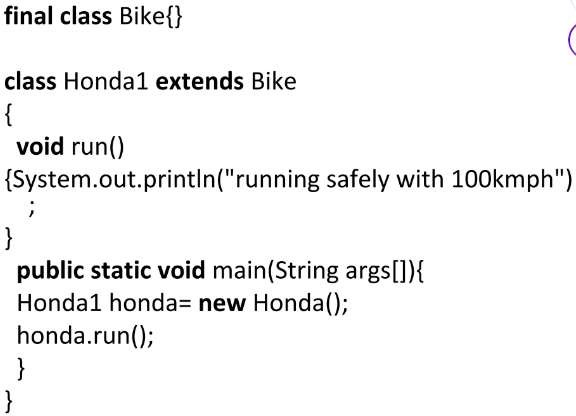 final class Bike{}
class Honda1 extends Bike
{
void run()
{System.out.println("running safely with 100kmph")
;
}
public static void main(String args[]){
Honda1 honda= new Honda();
honda.run();
}
}